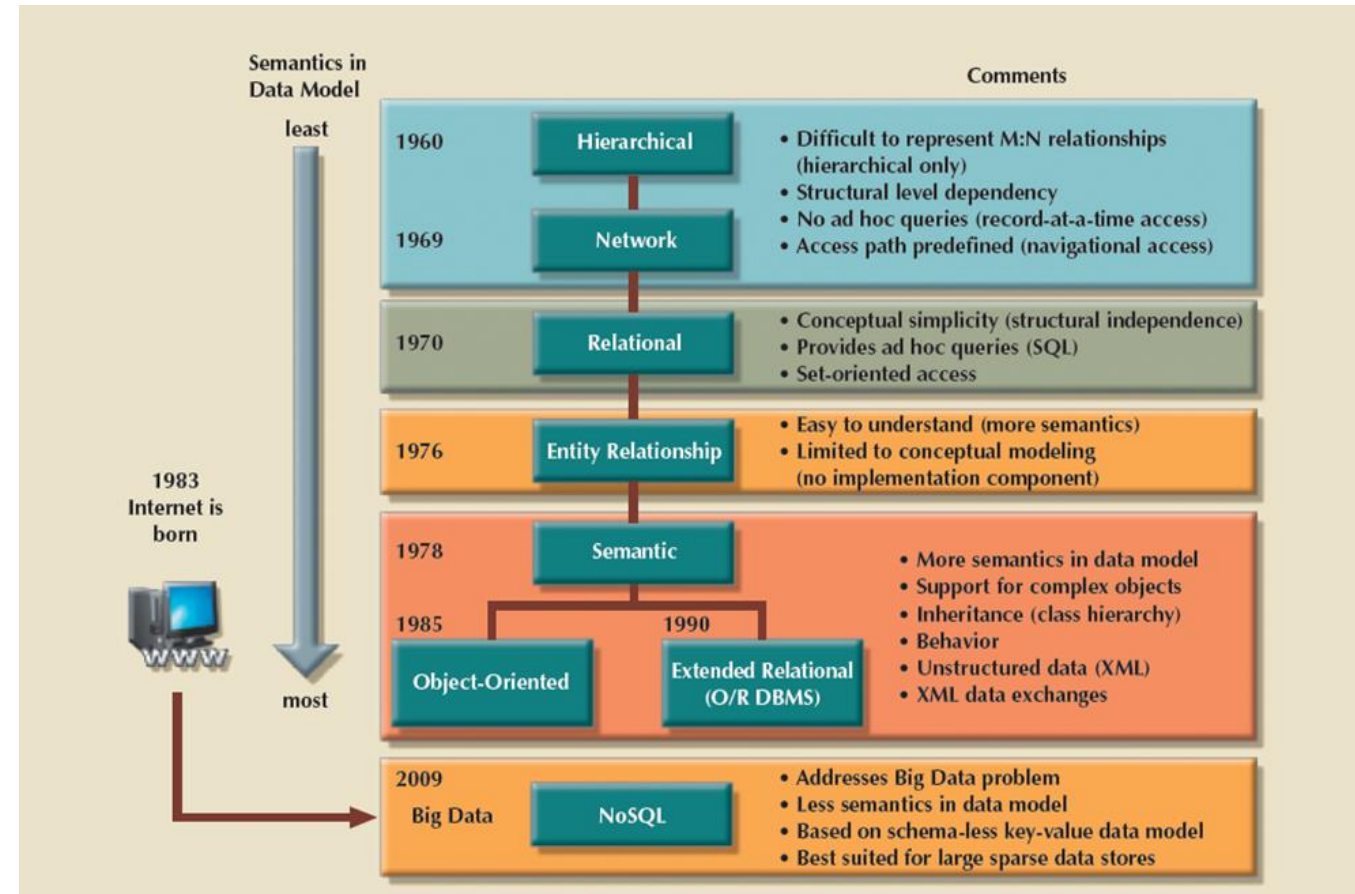 Semantics in
Data Model
Comments
least
1960
Hierarchical
• Difficult to represent M:N relationships
(hierarchical only)
• Structural level dependency
• No ad hoc queries (record-at-a-time access)
• Access path predefined (navigational access)
1969
Network
1970
Relational
• Conceptual simplicity (structural independence)
• Provides ad hoc queries (SQL)
• Set-oriented access
1976
Entity Relationship
• Easy to understand (more semantics)
• Limited to conceptual modeling
(no implementation component)
1983
Internet is
born
WWW
1978
Semantic
1985
Object-Oriented
1990
Extended Relational
(O/R DBMS)
• More semantics in data model
• Support for complex objects
• Inheritance (class hierarchy)
• Behavior
• Unstructured data (XML)
• XML data exchanges
most
2009
Big Data
NoSQL
• Addresses Big Data problem
• Less semantics in data model
• Based on schema-less key-value data model
• Best suited for large sparse data stores